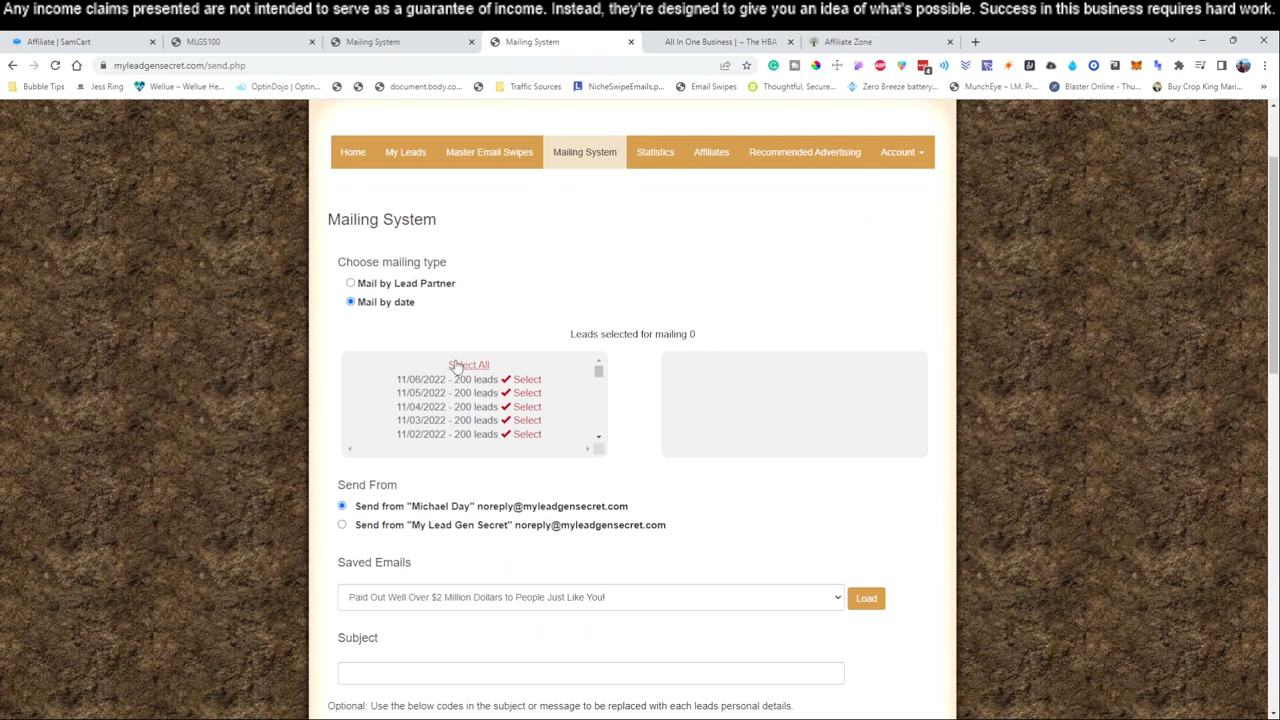 Any income claims presented are not intended to serve as a guarantee of income. Instead, they're designed to give you an idea of what's possible. Success in this business requires hard work.
Affiliate | SamCart
MLGS100
Mailing System
Mailing System
All In One Business | ~ The HBA
Affiliate Zone
myleadgensecret.com/send.php
4
Bubble Tips
Jess Ring
Wellue – Wellue He...
OptinDojo | Optin...
document.body.co...
Traffic Sources
NicheSwipeEmails.p...
Email Swipes
Thoughtful, Secure...
Zero Breeze battery...
MunchEye – I.M. Pr...
Blaster Online - Thu...
Buy Crop King Mari...
Home
My Leads
Master Email Swipes
Mailing System
Statistics
Affiliates
Recommended Advertising
Account
Mailing System
Choose mailing type
Mail by Lead Partner
Mail by date
Leads selected for mailing 0
Select All
11/06/2022 - 200 leads ✔ Select
11/05/2022 - 200 leads ✔ Select
11/04/2022 - 200 leads ✔ Select
11/03/2022 - 200 leads ✔ Select
11/02/2022 - 200 leads ✔ Select
Send From
Send from "Michael Day" noreply@myleadgensecret.com
Send from "My Lead Gen Secret" noreply@myleadgensecret.com
Saved Emails
Paid Out Well Over $2 Million Dollars to People Just Like You!
Load
Subject
Optional: Use the below codes in the subject or message to be replaced with each leads personal details.